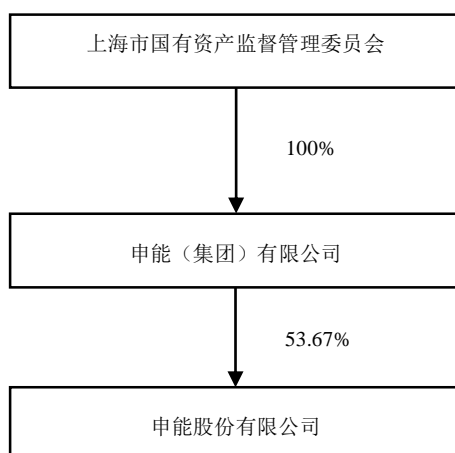 上海市国有资产监督管理委员会
100%
申能（集团）有限公司
53.67%
申能股份有限公司